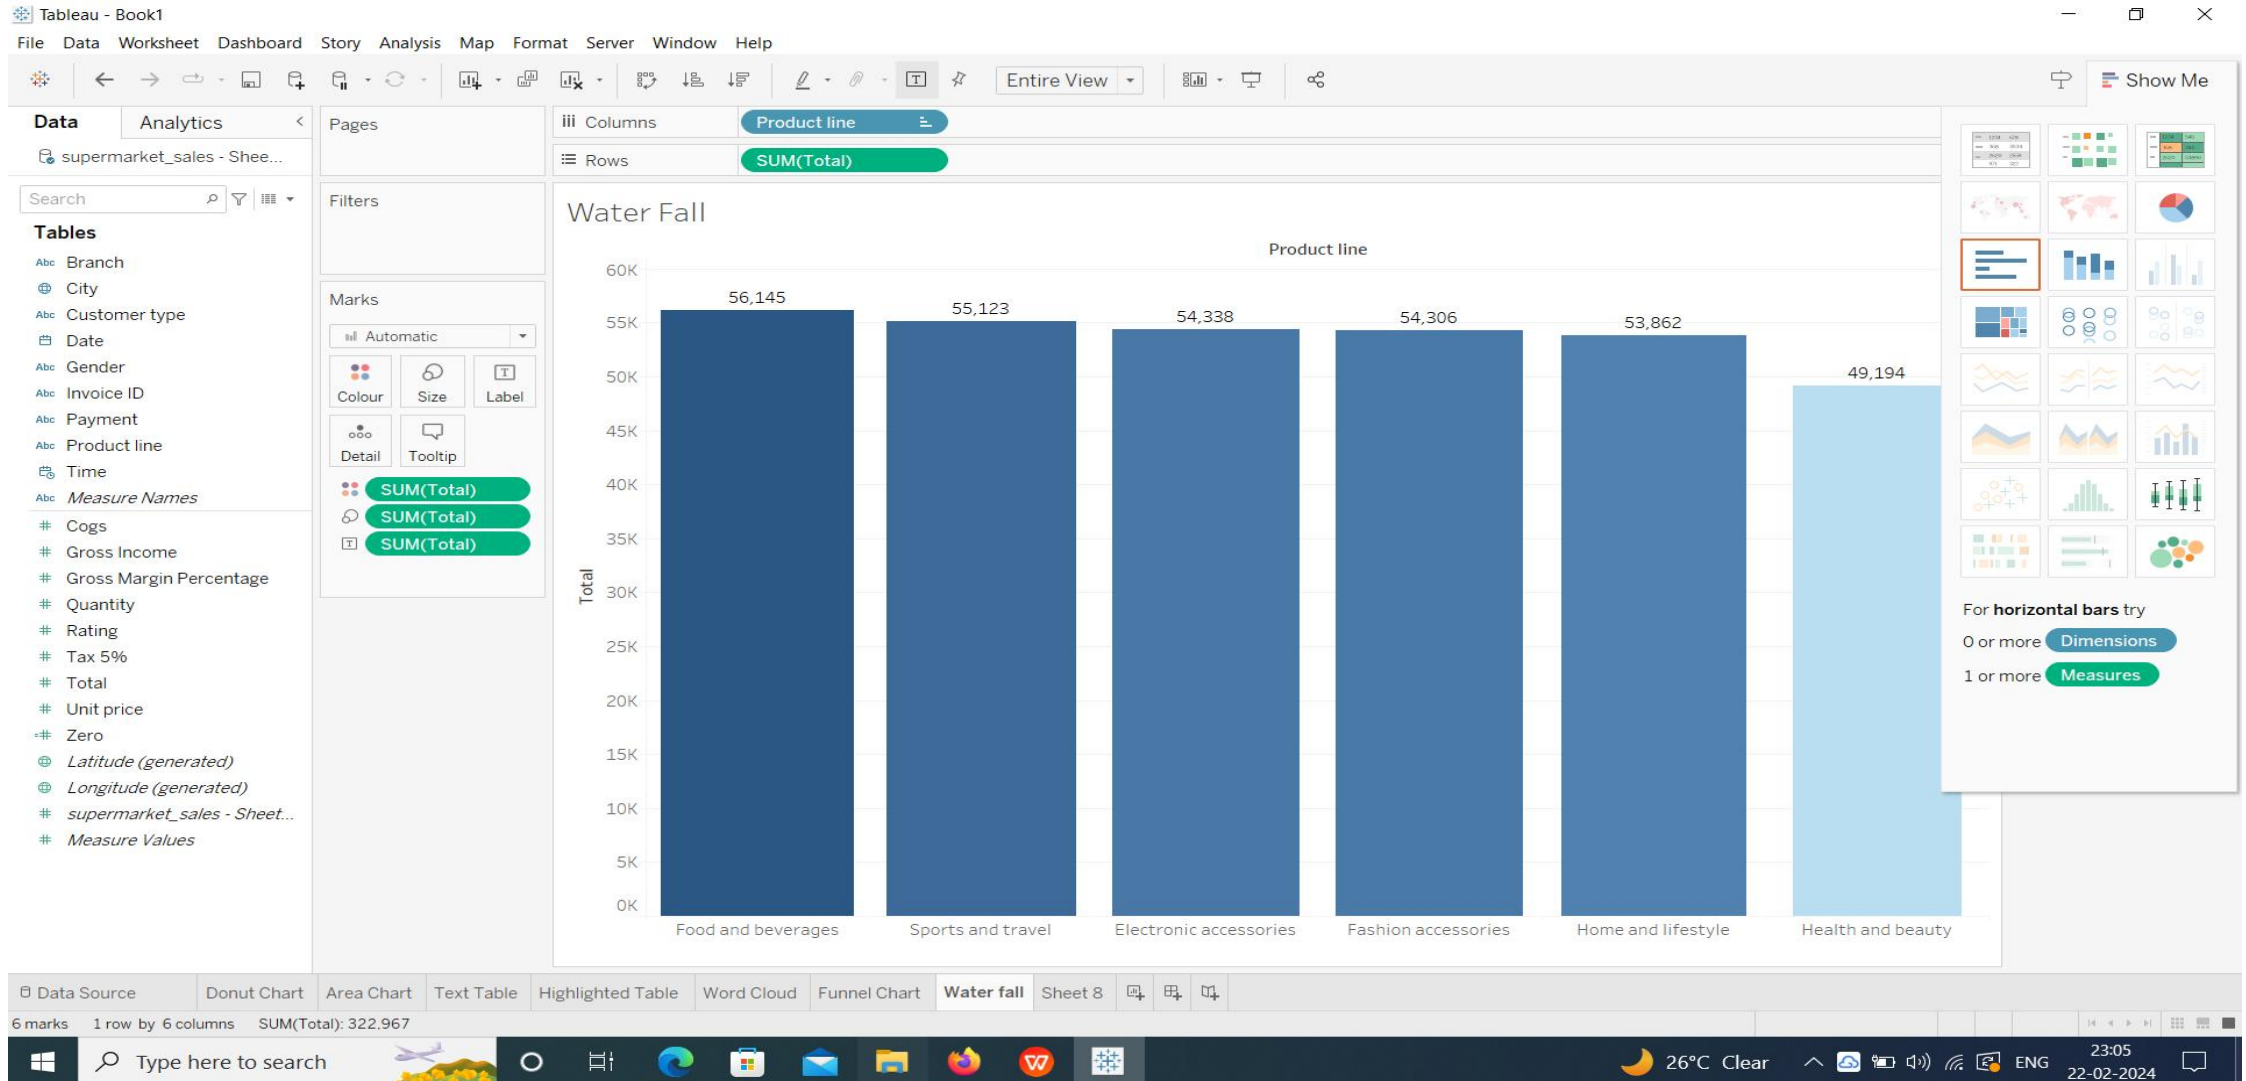 Tableau - Book1
File Data Worksheet Dashboard Story Analysis Map Format Server Window Help
Entire View
Show Me
Data Analytics
supermarket_sales - Shee...
Search
Tables
Branch
City
Customer type
Date
Gender
Invoice ID
Payment
Product line
Time
Measure Names
Cogs
Gross Income
Gross Margin Percentage
Quantity
Rating
Tax 5%
Total
Unit price
Zero
Latitude (generated)
Longitude (generated)
supermarket_sales - Sheet...
Measure Values
Pages
Filters
Marks
Automatic
Colour Size Label
Detail Tooltip
SUM(Total)
SUM(Total)
SUM(Total)
Columns Product line
Rows SUM(Total)
Water Fall
Product line
60K
55K
50K
45K
40K
35K
30K
25K
20K
15K
10K
5K
0K
Total
56,145 55,123 54,338 54,306 53,862 49,194
Food and beverages Sports and travel Electronic accessories Fashion accessories Home and lifestyle Health and beauty
For horizontal bars try
0 or more Dimensions
1 or more Measures
Data Source Donut Chart Area Chart Text Table Highlighted Table Word Cloud Funnel Chart Water fall Sheet 8
6 marks 1 row by 6 columns SUM(Total): 322,967
Type here to search
26°C Clear
ENG
23:05
22-02-2024